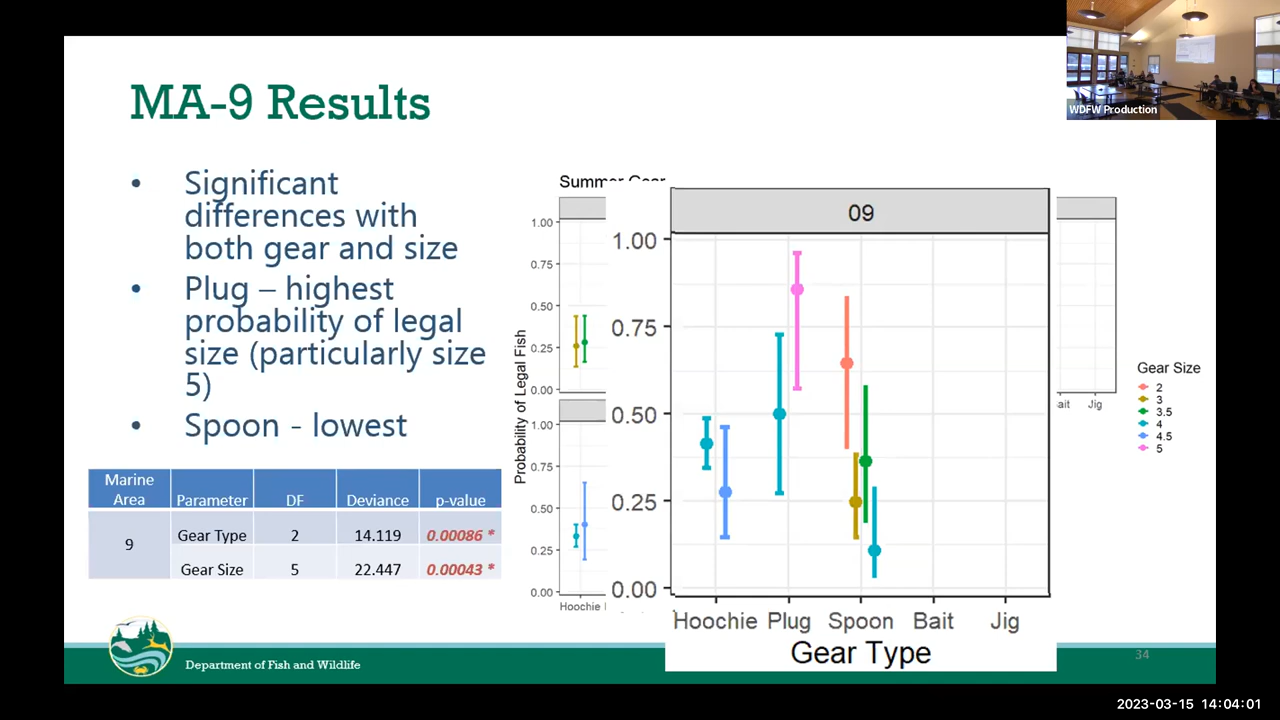 WDFW Production
MA-9 Results
• Significant
differences with
both gear and size
• Plug – highest
probability of legal
size (particularly size
5)
• Spoon - lowest
Marine
Area Parameter DF Deviance p-value
9
Gear Type 2 14.119 0.00086 *
Gear Size 5 22.447 0.00043 *
Summer Gear
1.00
0.75
0.50
0.25
0.00
1.00
0.75
0.50
0.25
0.00
Probability of Legal Fish
Hoochie
09
1.00
0.75
0.50
0.25
0.00
Hoochie Plug Spoon Bait Jig
Gear Type
ait Jig
Gear Size
2
3
3.5
4
4.5
5
Department of Fish and Wildlife
34
2023-03-15 14:04:01